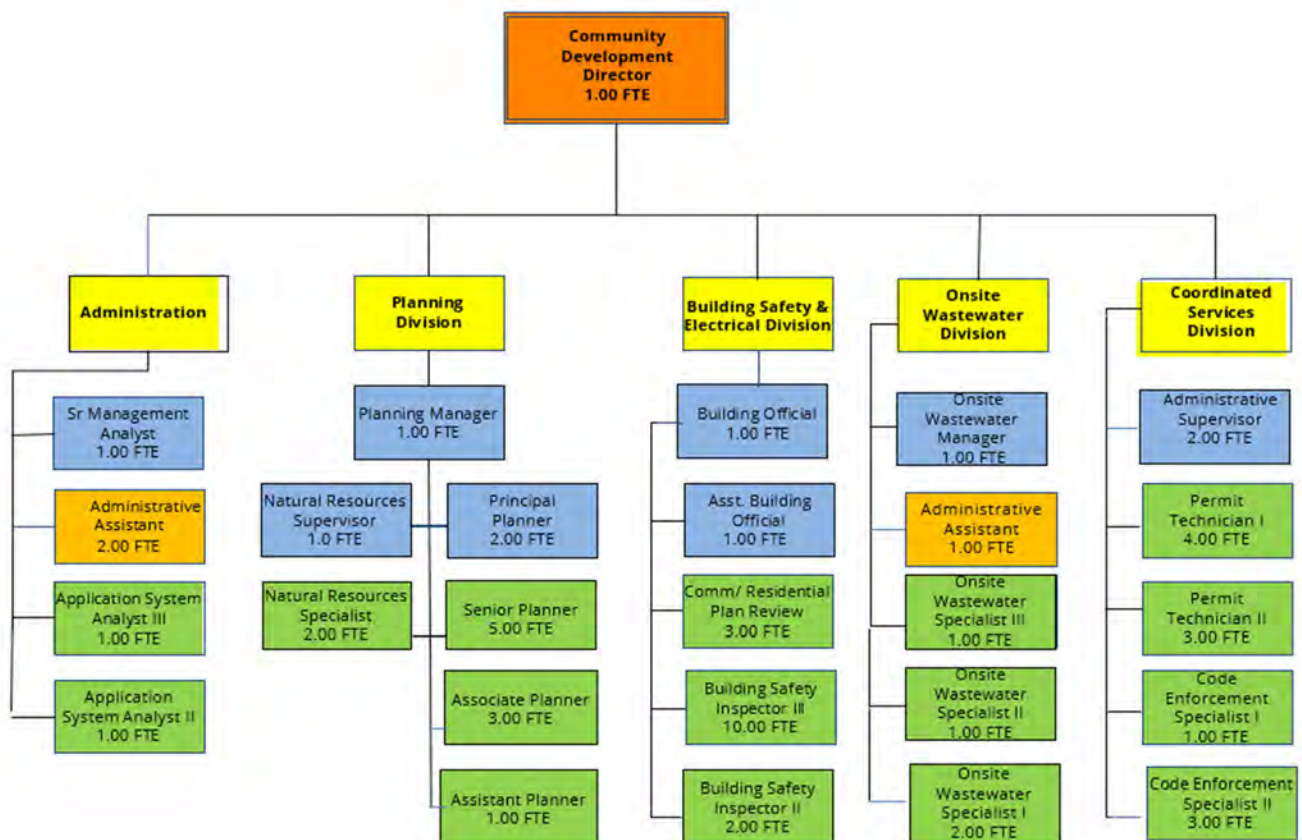 Community
Development
Director
1.00 FTE
Administration
Sr Management
Analyst
1.00 FTE
Administrative
Assistant
2.00 FTE
Application System
Analyst III
1.00 FTE
Application
System Analyst II
1.00 FTE
Planning
Division
Planning Manager
1.00 FTE
Natural Resources
Supervisor
1.0 FTE
Principal
Planner
2.00 FTE
Natural Resources
Specialist
2.00 FTE
Senior Planner
5.00 FTE
Associate Planner
3.00 FTE
Assistant Planner
1.00 FTE
Building Safety &
Electrical Division
Building Official
1.00 FTE
Asst. Building
Official
1.00 FTE
Comm/ Residential
Plan Review
3.00 FTE
Building Safety
Inspector III
10.00 FTE
Building Safety
Inspector II
2.00 FTE
Onsite
Wastewater
Division
Onsite
Wastewater
Manager
1.00 FTE
Administrative
Assistant
1.00 FTE
Onsite
Wastewater
Specialist III
1.00 FTE
Onsite
Wastewater
Specialist II
1.00 FTE
Onsite
Wastewater
Specialist I
2.00 FTE
Coordinated
Services
Division
Administrative
Supervisor
2.00 FTE
Permit
Technician I
4.00 FTE
Permit
Technician II
3.00 FTE
Code
Enforcement
Specialist I
1.00 FTE
Code Enforcement
Specialist II
3.00 FTE